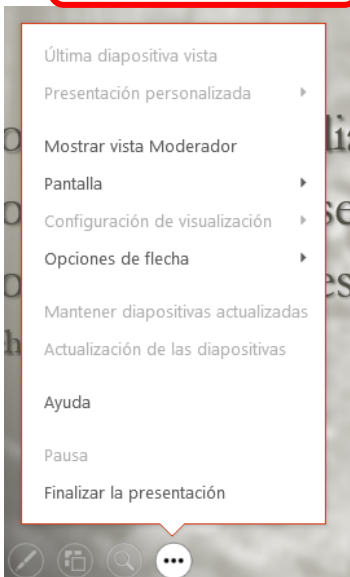 Última diapositiva vista
Presentación personalizada
Mostrar vista Moderador
Pantalla
Configuración de visualización
Opciones de flecha
Mantener diapositivas actualizadas
Actualización de las diapositivas
Ayuda
Pausa
Finalizar la presentación